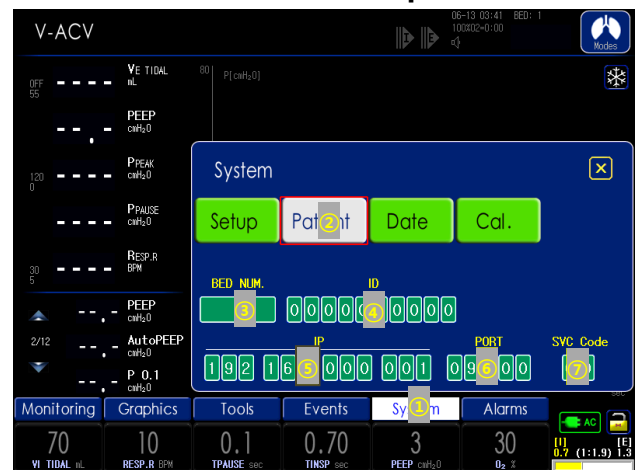 V-ACV
06-13 03:41 BED: 1
100%O2=0:00
Modes
OFF
55
----
VE TIDAL
mL
80
P[cmH2O]
--.-
PEEP
cmH2O
120
0
----
PPEAK
cmH2O
----
PPAUSE
cmH2O
30
5
----
RESP.R
BPM
2/12
--.-
PEEP
cmH2O
--.-
AutoPEEP
cmH2O
--.-
P 0.1
cmH2O
System
Setup
②
Date
Cal.
BED NUM.
ID
③
00000④0000
IP
PORT
SVC Code
192
⑤
000
001
⑥
⑦
sec
Monitoring
Graphics
Tools
Events
①
Alarms
AC
70
VI TIDAL mL
10
RESP.R BPM
0.1
TPAUSE sec
0.70
TINSP sec
3
PEEP cmH2O
30
O2 %
[I] [E]
0.7 (1:1.9) 1.3